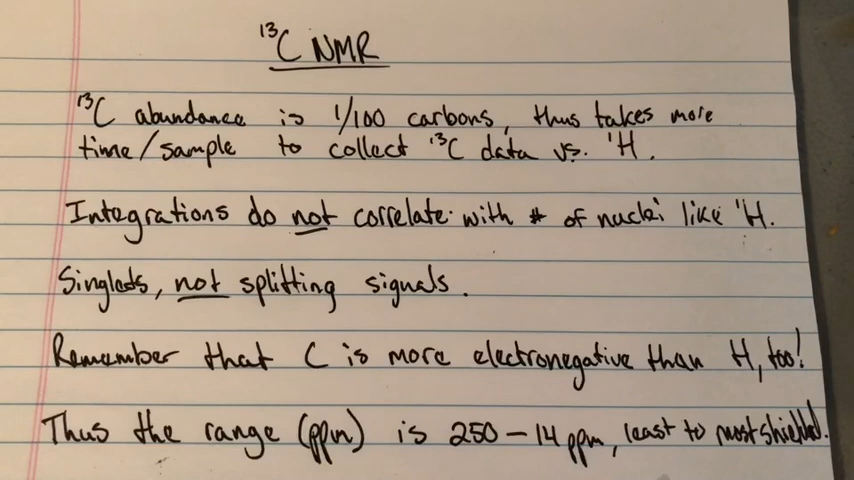 ¹³C NMR
¹³C abundance is 1/100 carbons, thus takes more
time/sample to collect ¹³C data vs. ¹H.
Integrations do not correlate with # of nuclei like ¹H.
Singlets, not splitting signals.
Remember that C is more electronegative than H, too!
Thus the range (ppm) is 250 – 14 ppm, least to most shielded.